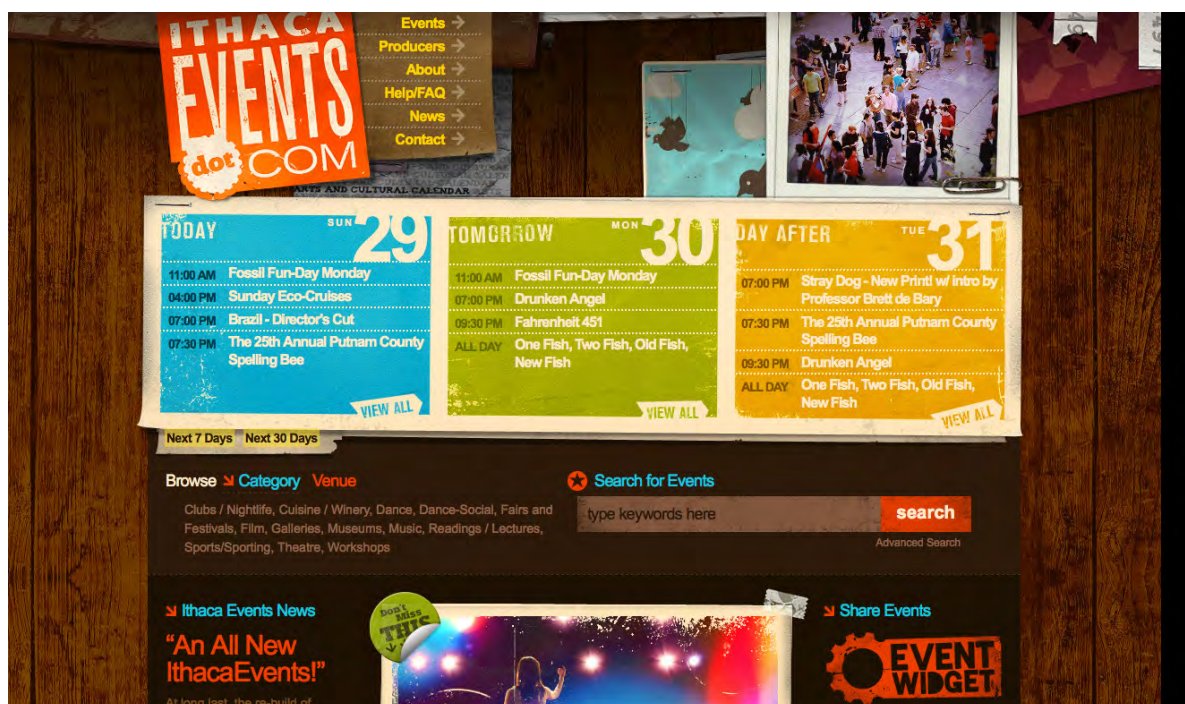 ITHACA
EVENTS
dot COM
Events
Producers
About
Help/FAQ
News
Contact
ARTS AND CULTURAL CALENDAR
TODAY
SUN 29
11:00 AM Fossil Fun-Day Monday
04:00 PM Sunday Eco-Cruises
07:00 PM Brazil - Director's Cut
07:30 PM The 25th Annual Putnam County
Spelling Bee
VIEW ALL
TOMORROW
MON 30
11:00 AM Fossil Fun-Day Monday
07:00 PM Drunken Angel
09:30 PM Fahrenheit 451
ALL DAY One Fish, Two Fish, Old Fish,
New Fish
VIEW ALL
DAY AFTER
TUE 31
07:00 PM Stray Dog - New Print! w/ intro by
Professor Brett de Bary
07:30 PM The 25th Annual Putnam County
Spelling Bee
09:30 PM Drunken Angel
ALL DAY One Fish, Two Fish, Old Fish,
New Fish
VIEW ALL
Next 7 Days Next 30 Days
Browse Category Venue
Clubs / Nightlife, Cuisine / Winery, Dance, Dance-Social, Fairs and
Festivals, Film, Galleries, Museums, Music, Readings / Lectures,
Sports/Sporting, Theatre, Workshops
Search for Events
type keywords here
search
Advanced Search
Ithaca Events News
“An All New
IthacaEvents!”
At long last, the re-build of
Don't
Miss
THIS
Share Events
EVENT
WIDGET